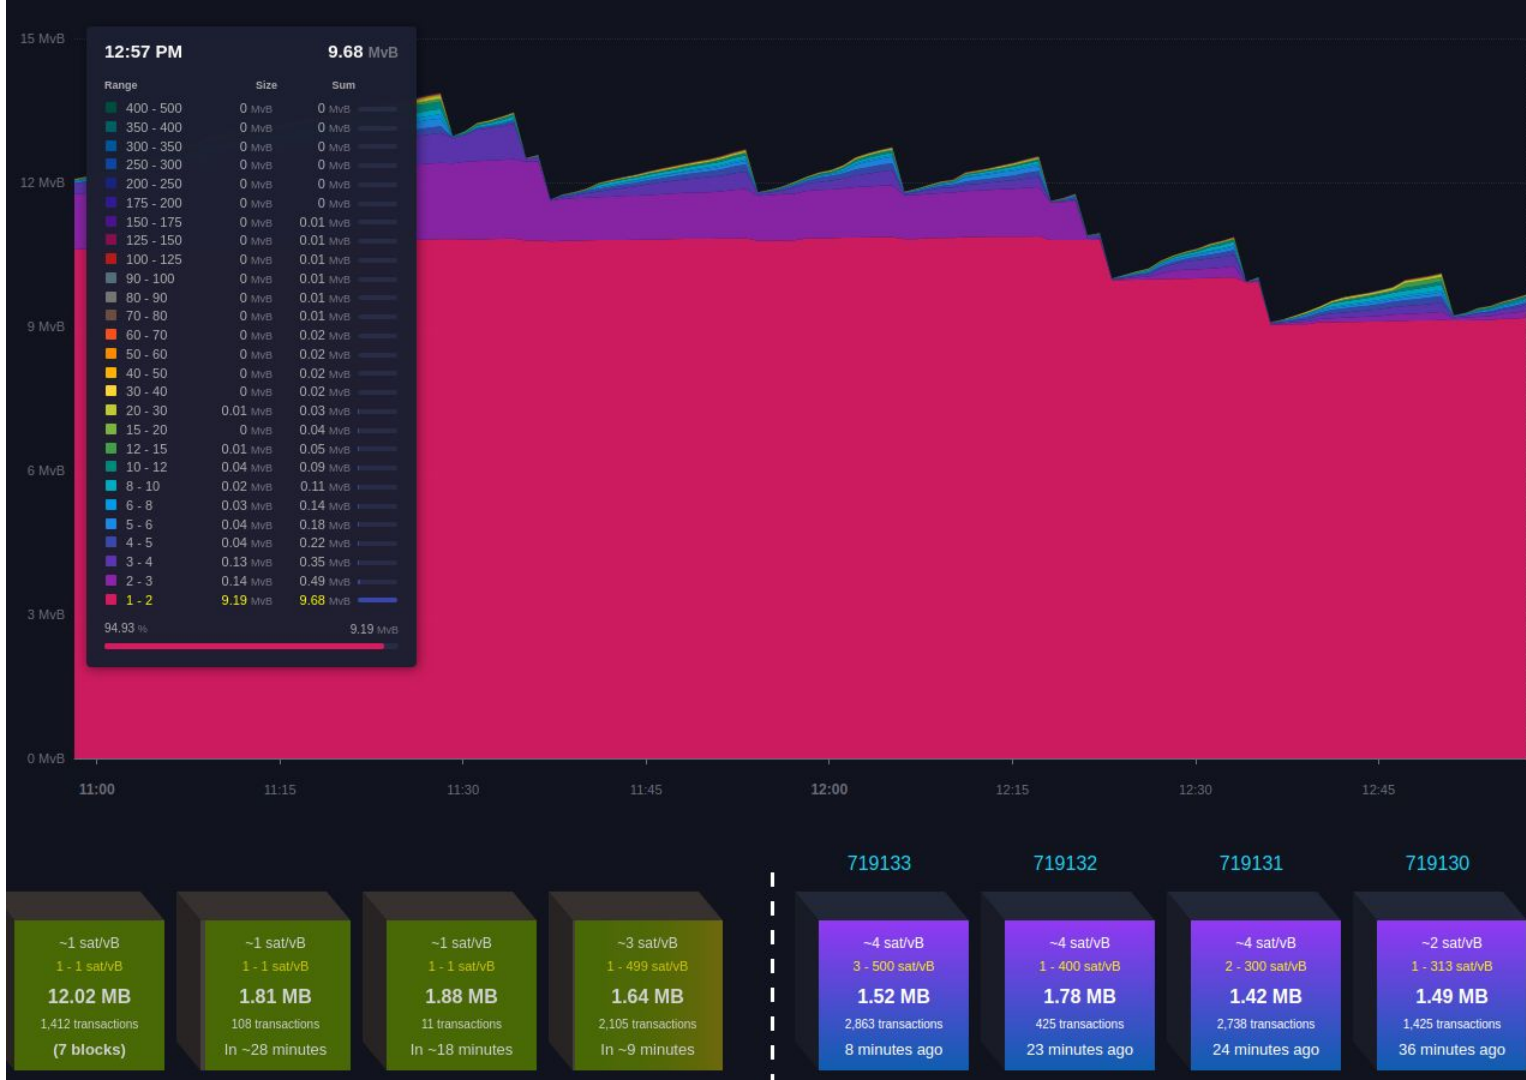 15 MvB
12 MvB
9 MvB
6 MvB
3 MvB
0 MvB
12:57 PM 9.68 MvB
Range Size Sum
400 - 500 0 MvB 0 MvB
350 - 400 0 MvB 0 MvB
300 - 350 0 MvB 0 MvB
250 - 300 0 MvB 0 MvB
200 - 250 0 MvB 0 MvB
175 - 200 0 MvB 0 MvB
150 - 175 0 MvB 0.01 MvB
125 - 150 0 MvB 0.01 MvB
100 - 125 0 MvB 0.01 MvB
90 - 100 0 MvB 0.01 MvB
80 - 90 0 MvB 0.01 MvB
70 - 80 0 MvB 0.01 MvB
60 - 70 0 MvB 0.02 MvB
50 - 60 0 MvB 0.02 MvB
40 - 50 0 MvB 0.02 MvB
30 - 40 0 MvB 0.02 MvB
20 - 30 0.01 MvB 0.03 MvB
15 - 20 0 MvB 0.04 MvB
12 - 15 0.01 MvB 0.05 MvB
10 - 12 0.04 MvB 0.09 MvB
8 - 10 0.02 MvB 0.11 MvB
6 - 8 0.03 MvB 0.14 MvB
5 - 6 0.04 MvB 0.18 MvB
4 - 5 0.04 MvB 0.22 MvB
3 - 4 0.13 MvB 0.35 MvB
2 - 3 0.14 MvB 0.49 MvB
1 - 2 9.19 MvB 9.68 MvB
94.93 % 9.19 MvB
11:00 11:15 11:30 11:45 12:00 12:15 12:30 12:45
~1 sat/vB
1 - 1 sat/vB
12.02 MB
1,412 transactions
(7 blocks)
~1 sat/vB
1 - 1 sat/vB
1.81 MB
108 transactions
In ~28 minutes
~1 sat/vB
1 - 1 sat/vB
1.88 MB
11 transactions
In ~18 minutes
~3 sat/vB
1 - 499 sat/vB
1.64 MB
2,105 transactions
In ~9 minutes
719133
~4 sat/vB
3 - 500 sat/vB
1.52 MB
2,863 transactions
8 minutes ago
719132
~4 sat/vB
1 - 400 sat/vB
1.78 MB
425 transactions
23 minutes ago
719131
~4 sat/vB
2 - 300 sat/vB
1.42 MB
2,738 transactions
24 minutes ago
719130
~2 sat/vB
1 - 313 sat/vB
1.49 MB
1,425 transactions
36 minutes ago